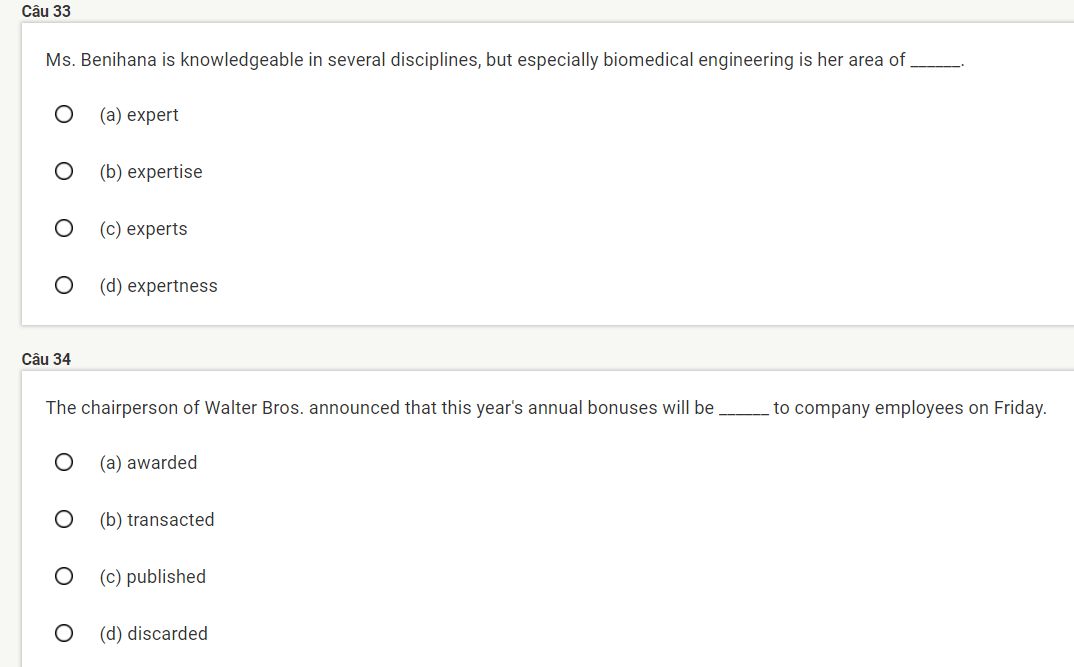 Câu 33
Ms. Benihana is knowledgeable in several disciplines, but especially biomedical engineering is her area of ______.
(a) expert
(b) expertise
(c) experts
(d) expertness
Câu 34
The chairperson of Walter Bros. announced that this year's annual bonuses will be ______ to company employees on Friday.
(a) awarded
(b) transacted
(c) published
(d) discarded